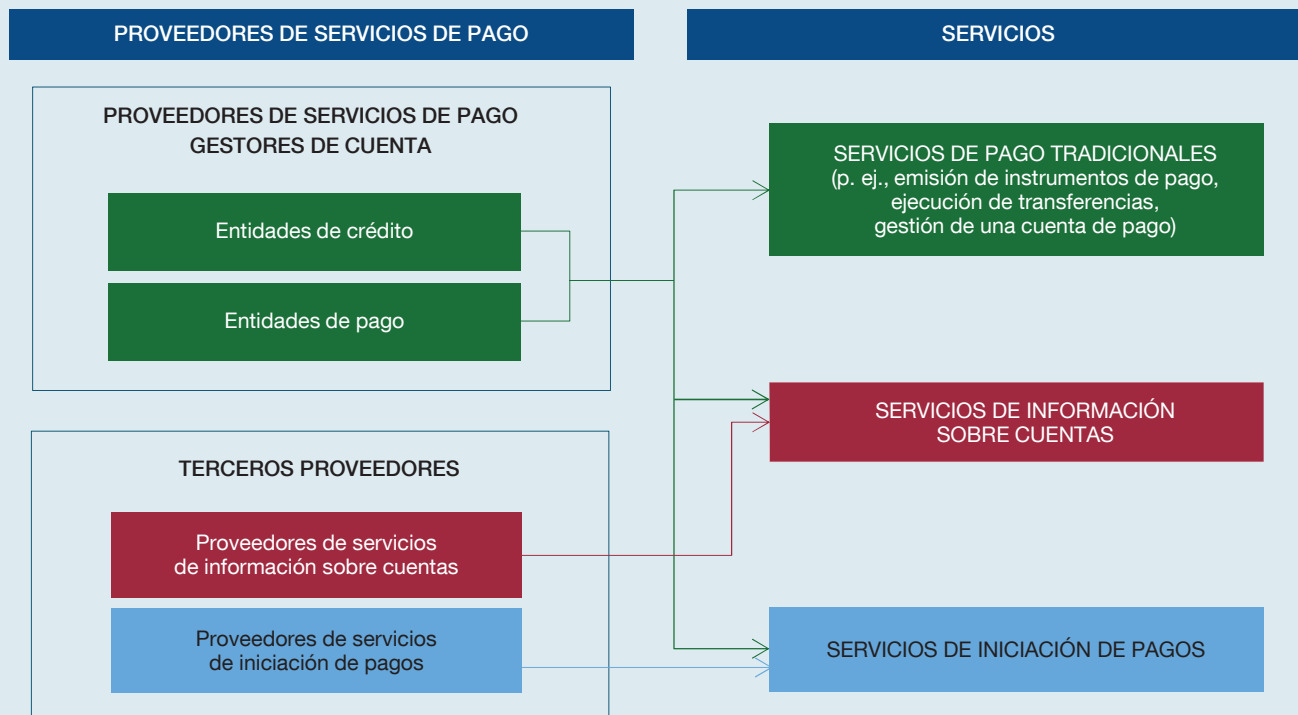 PROVEEDORES DE SERVICIOS DE PAGO
SERVICIOS
PROVEEDORES DE SERVICIOS DE PAGO
GESTORES DE CUENTA
Entidades de crédito
Entidades de pago
SERVICIOS DE PAGO TRADICIONALES
(p. ej., emisión de instrumentos de pago,
ejecución de transferencias,
gestión de una cuenta de pago)
SERVICIOS DE INFORMACIÓN
SOBRE CUENTAS
TERCEROS PROVEEDORES
Proveedores de servicios
de información sobre cuentas
Proveedores de servicios
de iniciación de pagos
SERVICIOS DE INICIACIÓN DE PAGOS